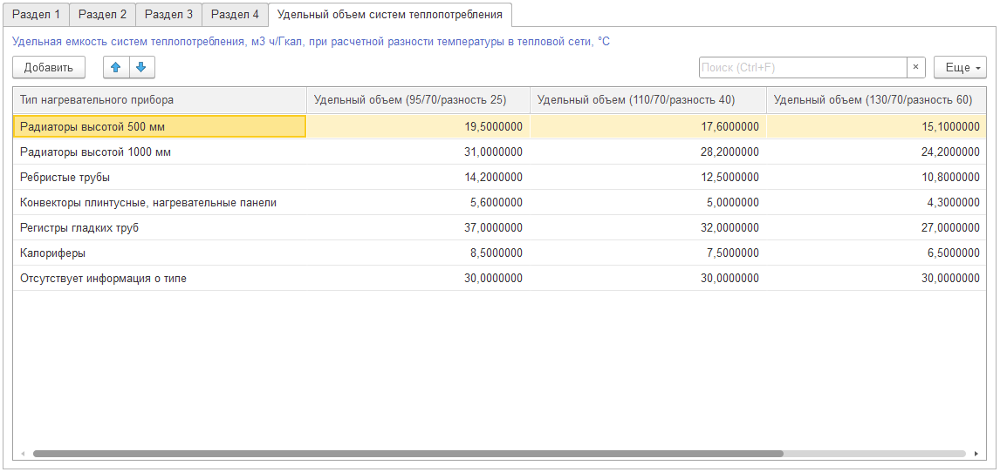 Раздел 1 Раздел 2 Раздел 3 Раздел 4 Удельный объем систем теплопотребления
Удельная емкость систем теплопотребления, м3 ч/Гкал, при расчетной разности температуры в тепловой сети, °С
Добавить Поиск (Ctrl+F) × Еще
Тип нагревательного прибора Удельный объем (95/70/разность 25) Удельный объем (110/70/разность 40) Удельный объем (130/70/разность 60)
Радиаторы высотой 500 мм 19,5000000 17,6000000 15,1000000
Радиаторы высотой 1000 мм 31,0000000 28,2000000 24,2000000
Ребристые трубы 14,2000000 12,5000000 10,8000000
Конвекторы плинтусные, нагревательные панели 5,6000000 5,0000000 4,3000000
Регистры гладких труб 37,0000000 32,0000000 27,0000000
Калориферы 8,5000000 7,5000000 6,5000000
Отсутствует информация о типе 30,0000000 30,0000000 30,0000000